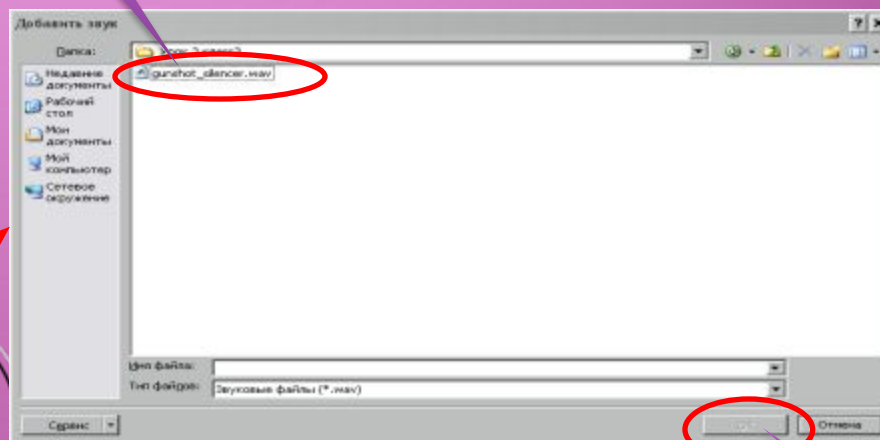 Добавить звук
Папка:
Недавние документы
gunshot_silencer.wav
Рабочий стол
Мои документы
Мой компьютер
Сетевое окружение
Имя файла:
Тип файлов: Звуковые файлы (*.wav)
Сервис
Отмена